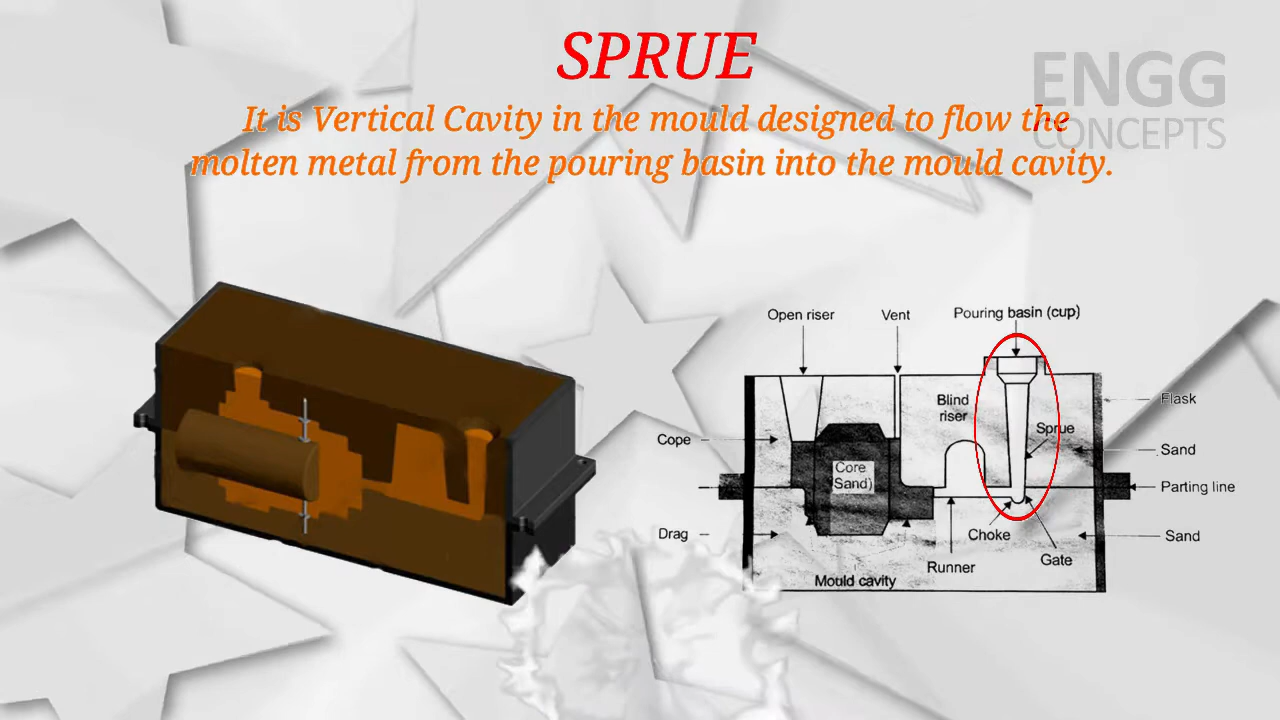 SPRUE
ENGG
CONCEPTS
It is Vertical Cavity in the mould designed to flow the
molten metal from the pouring basin into the mould cavity.
Open riser
Vent
Pouring basin (cup)
Blind
riser
Flask
Sprue
Cope
Sand
Core
Sand)
Parting line
Drag
Choke
Sand
Gate
Runner
Mould cavity